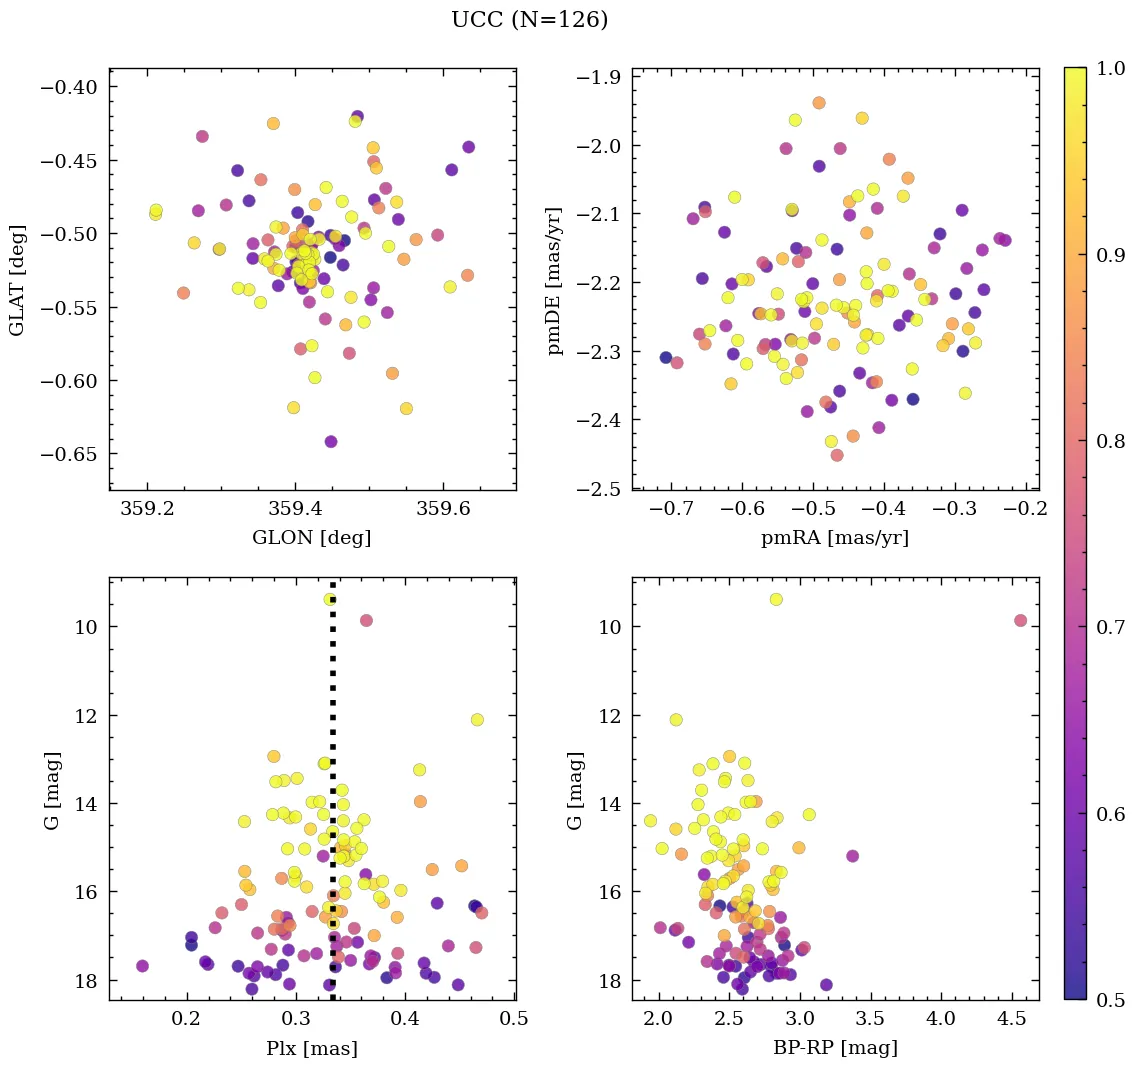 UCC (N=126)
−0.40
−0.45
−0.50
−0.55
−0.60
−0.65
GLAT [deg]
359.2 359.4 359.6
GLON [deg]
−1.9
−2.0
−2.1
−2.2
−2.3
−2.4
−2.5
pmDE [mas/yr]
−0.7 −0.6 −0.5 −0.4 −0.3 −0.2
pmRA [mas/yr]
10
12
14
16
18
G [mag]
0.2 0.3 0.4 0.5
Plx [mas]
10
12
14
16
18
G [mag]
2.0 2.5 3.0 3.5 4.0 4.5
BP-RP [mag]
1.0
0.9
0.8
0.7
0.6
0.5